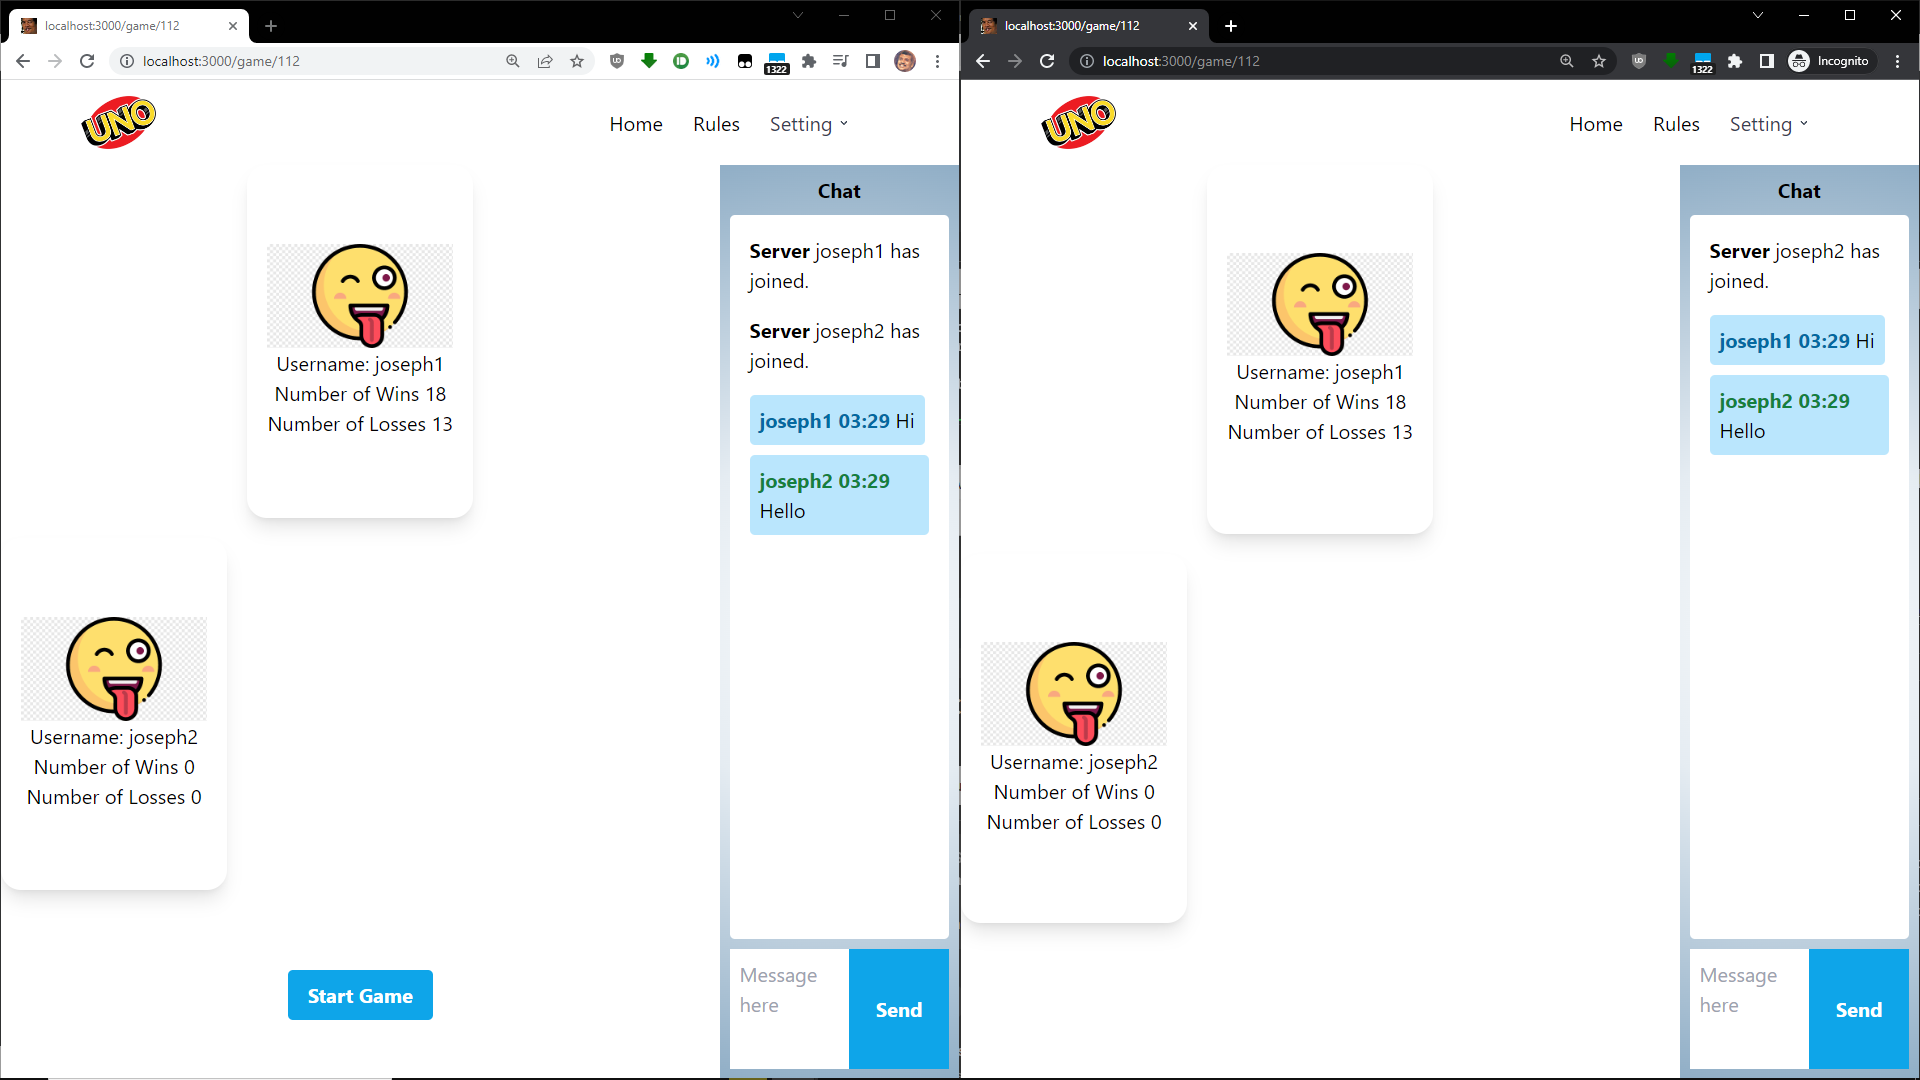 localhost:3000/game/112
localhost:3000/game/112
1322
UNO
Home
Rules
Setting
Username: joseph1
Number of Wins 18
Number of Losses 13
Username: joseph2
Number of Wins 0
Number of Losses 0
Start Game
Chat
Server joseph1 has
joined.
Server joseph2 has
joined.
joseph1 03:29 Hi
joseph2 03:29
Hello
Message
here
Send
localhost:3000/game/112
localhost:3000/game/112
1322
Incognito
UNO
Home
Rules
Setting
Username: joseph1
Number of Wins 18
Number of Losses 13
Username: joseph2
Number of Wins 0
Number of Losses 0
Chat
Server joseph2 has
joined.
joseph1 03:29 Hi
joseph2 03:29
Hello
Message
here
Send